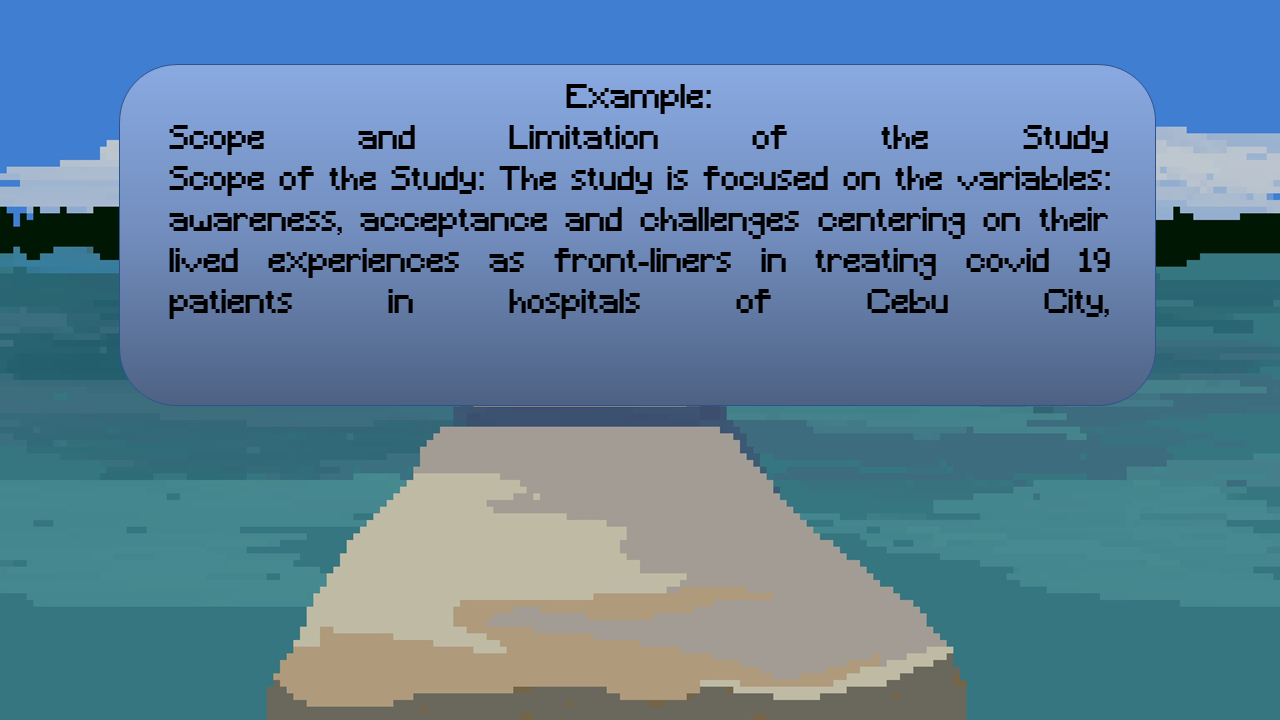 Example:
Scope and Limitation of the Study
Scope of the Study: The study is focused on the variables:
awareness, acceptance and challenges centering on their
lived experiences as front-liners in treating covid 19
patients in hospitals of Cebu City,